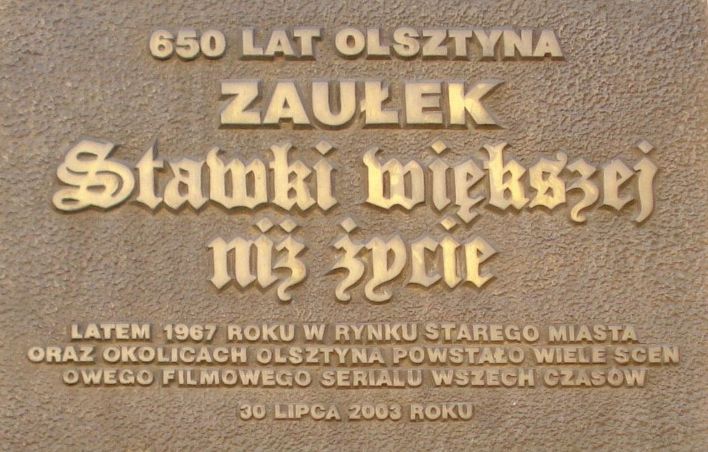 650 LAT OLSZTYNA
ZAUŁEK
Stawki większej
niż życie
LATEM 1967 ROKU W RYNKU STAREGO MIASTA
ORAZ OKOLICACH OLSZTYNA POWSTAŁO WIELE SCEN
OWEGO FILMOWEGO SERIALU WSZECH CZASÓW
30 LIPCA 2003 ROKU